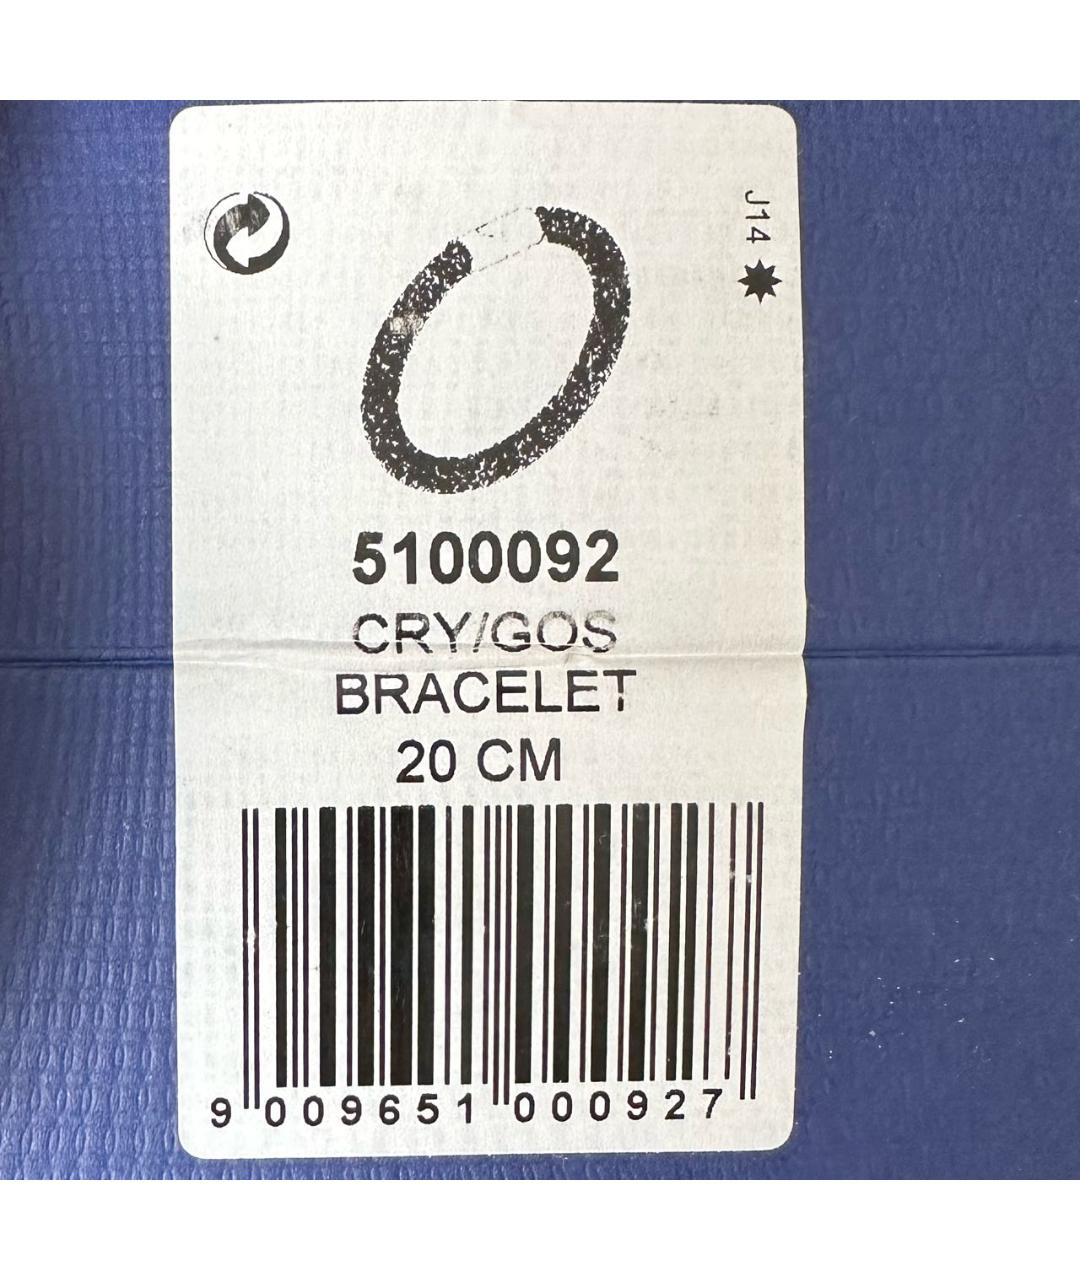 J14
5100092
CRY/GOS
BRACELET
20 CM
9 009651 000927